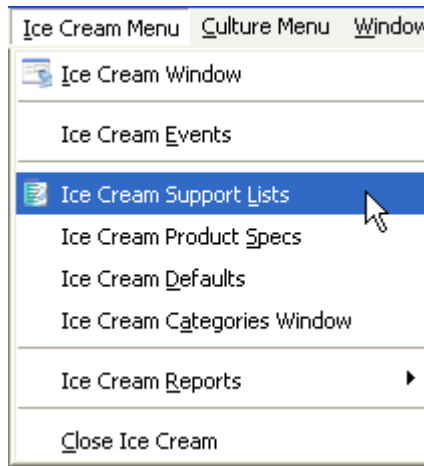 Ice Cream Menu Culture Menu Window
Ice Cream Window
Ice Cream Events
Ice Cream Support Lists
Ice Cream Product Specs
Ice Cream Defaults
Ice Cream Categories Window
Ice Cream Reports
Close Ice Cream